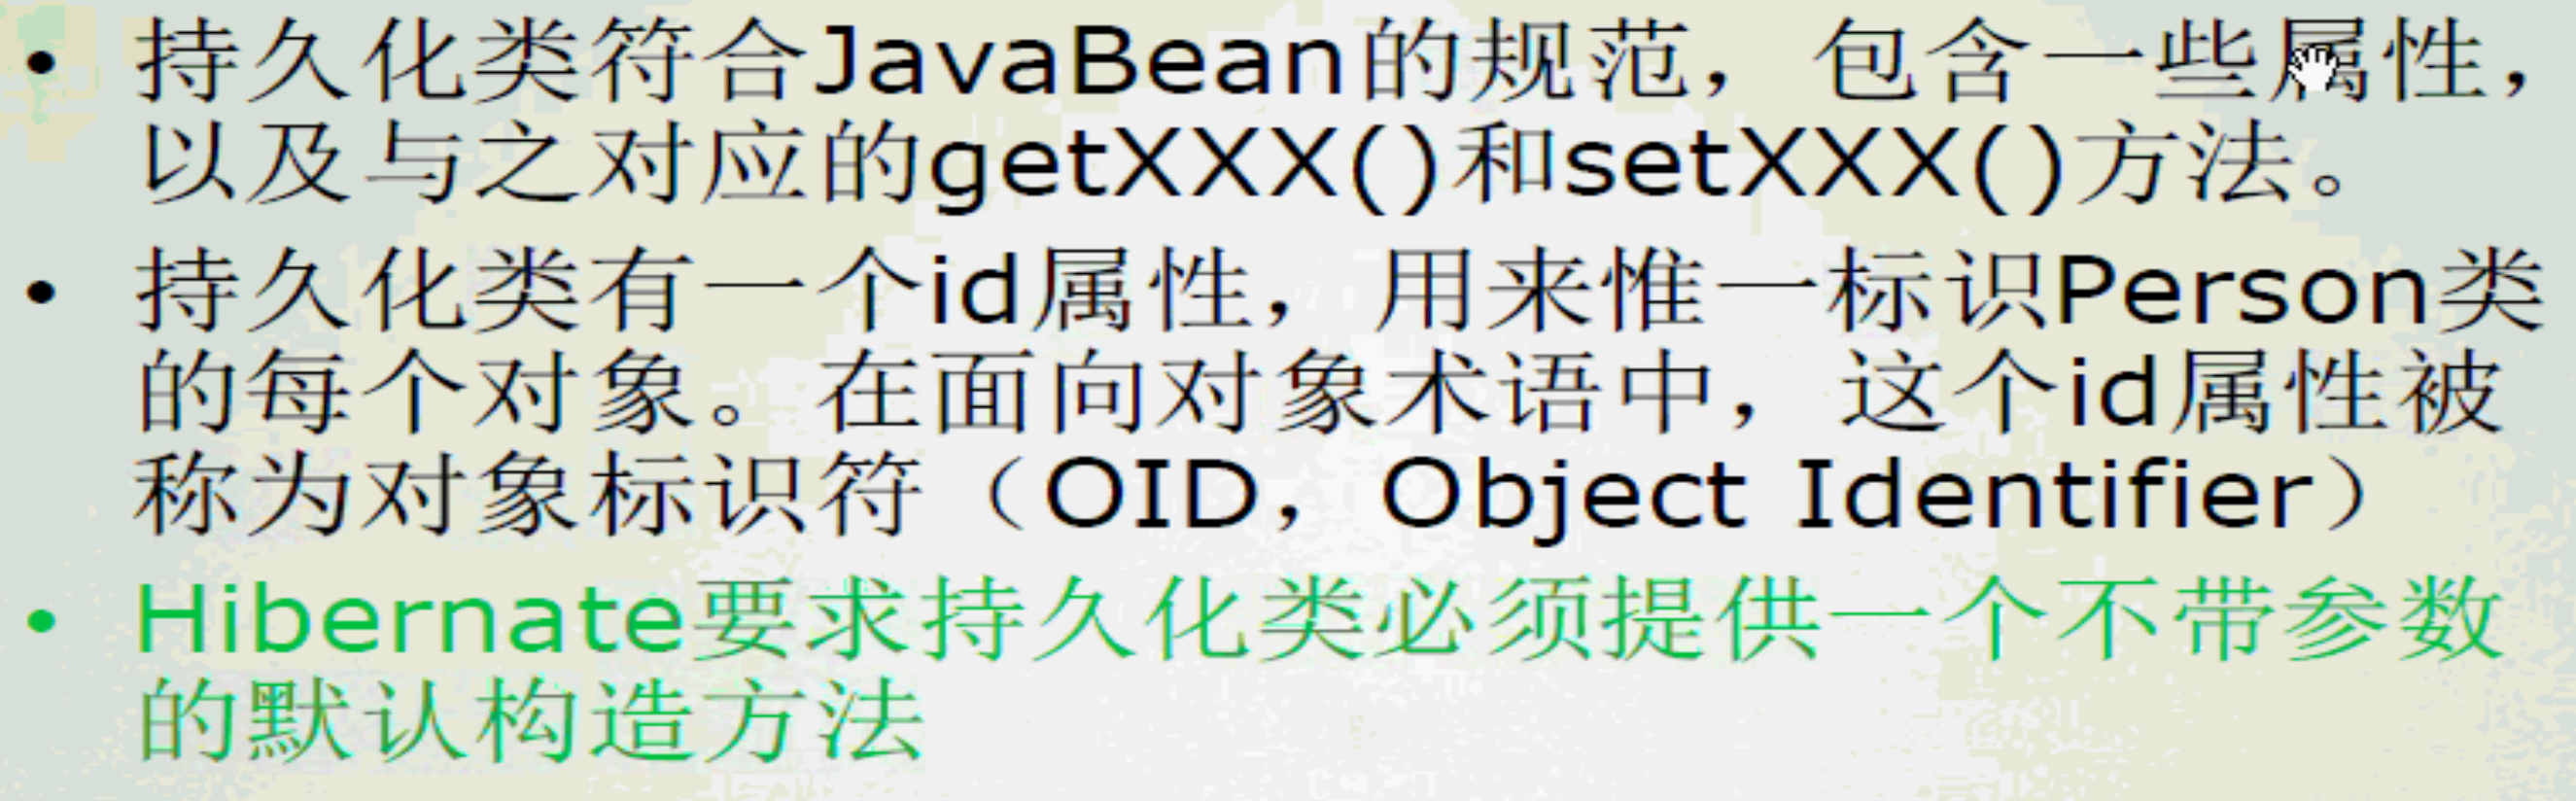 • 持久化类符合JavaBean的规范，包含一些属性，
以及与之对应的getXXX()和setXXX()方法。
• 持久化类有一个id属性，用来惟一标识Person类
的每个对象。在面向对象术语中，这个id属性被
称为对象标识符（OID，Object Identifier）
• Hibernate要求持久化类必须提供一个不带参数
的默认构造方法